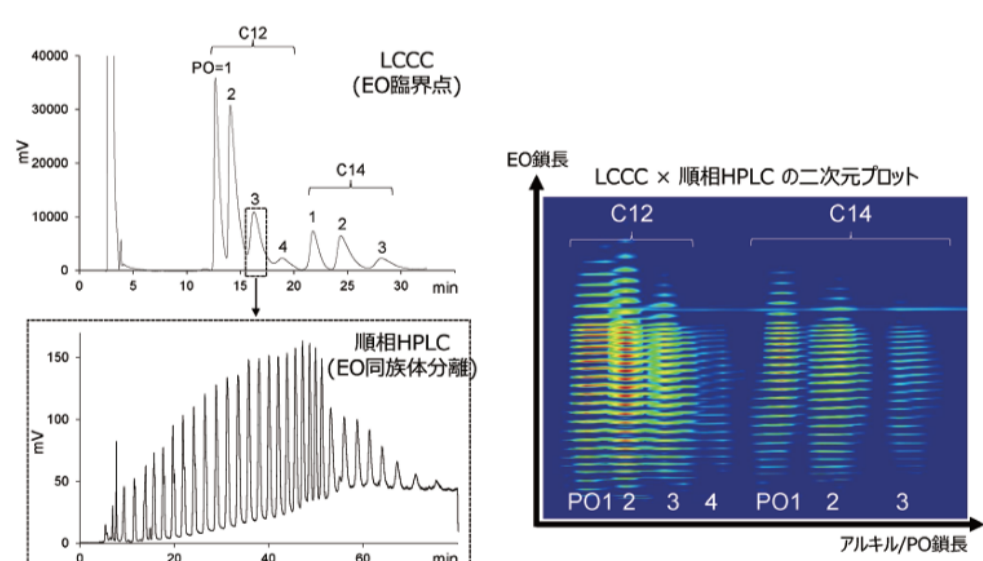 C12
LCCC
(EO臨界点)
PO=1
2
3
4
C14
1
2
3
40000
30000
20000
10000
0
mV
0
5
10
15
20
25
30
min
順相HPLC
(EO同族体分離)
150
100
50
0
mV
0
20
40
60
min
EO鎖長
LCCC × 順相HPLC の二次元プロット
C12
C14
PO1 2 3 4 PO1 2 3
アルキル/PO鎖長